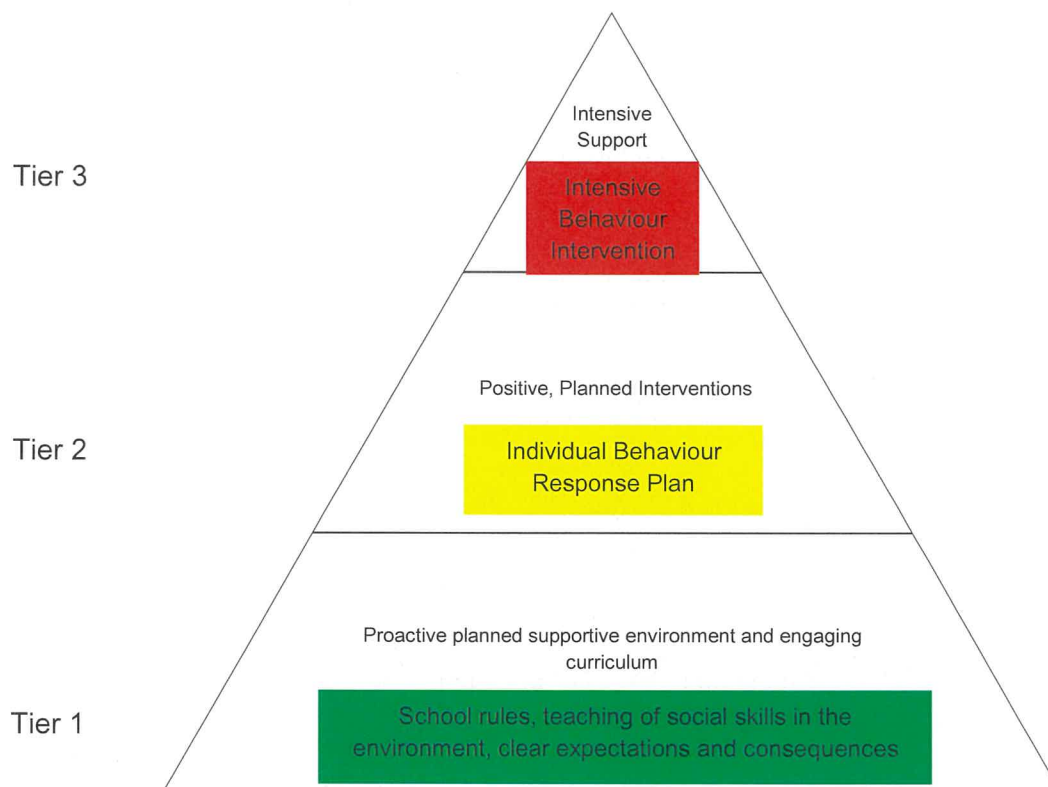 Intensive
Support
Tier 3
Intensive
Behaviour
Intervention
Positive, Planned Interventions
Tier 2
Individual Behaviour
Response Plan
Proactive planned supportive environment and engaging
curriculum
Tier 1
School rules, teaching of social skills in the
environment, clear expectations and consequences